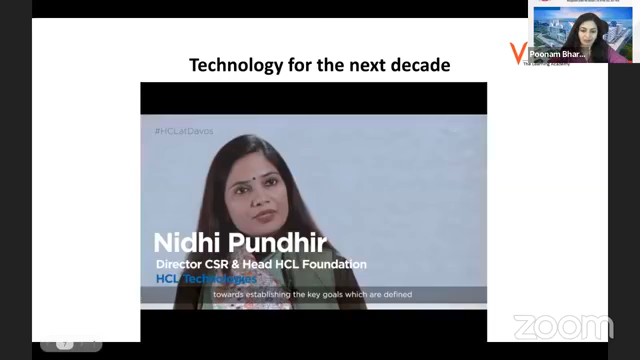 Technology for the next decade
V
The Learning Academy
Poonam Bhar...
#HCLatDavos
Nidhi Pundhir
Director CSR & Head HCL Foundation
HCL Technologies
towards establishing the key goals which are defined
7
zoom